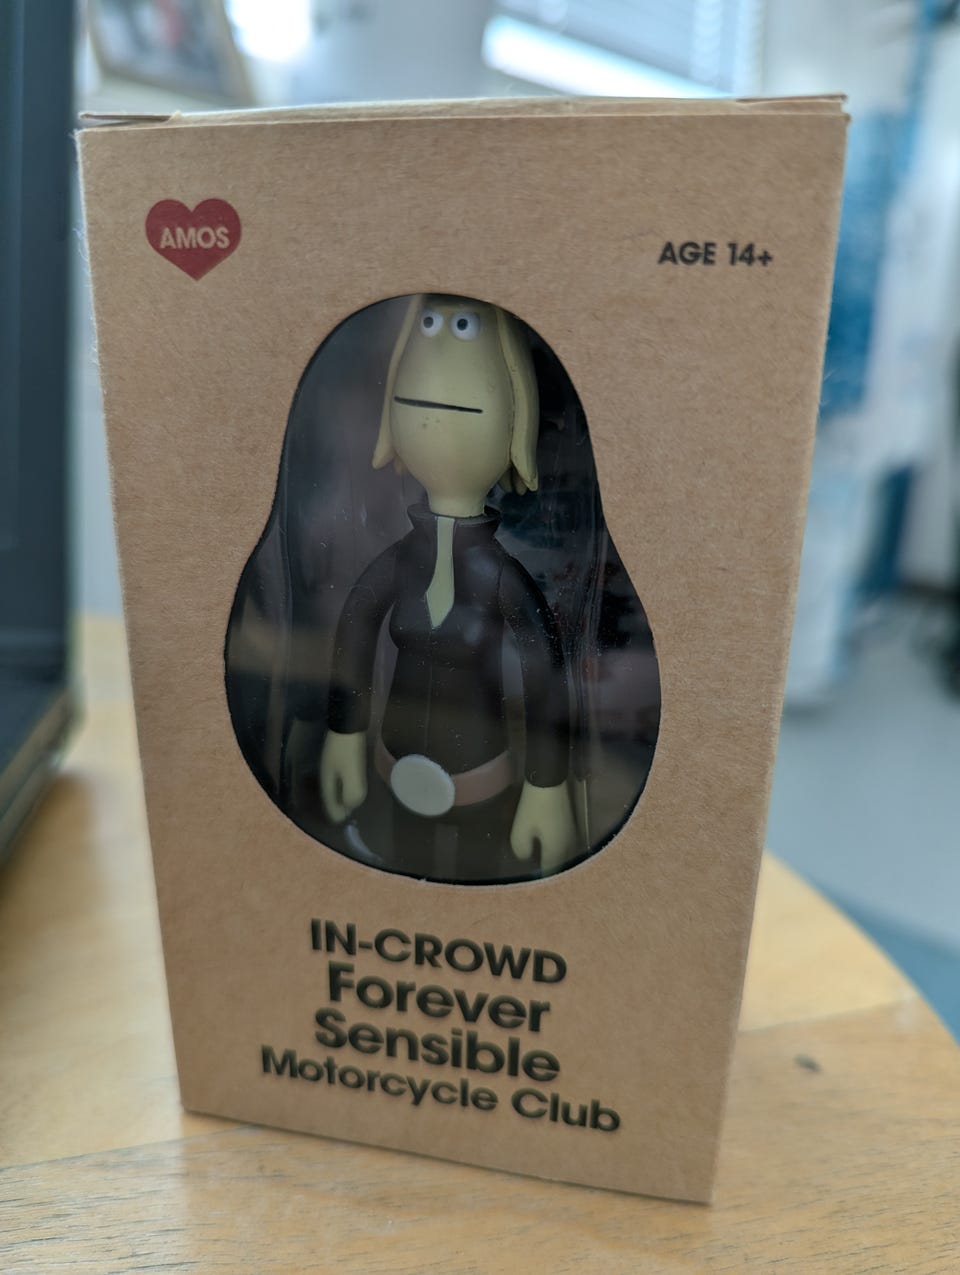 AMOS
AGE 14+
IN-CROWD
Forever
Sensible
Motorcycle Club